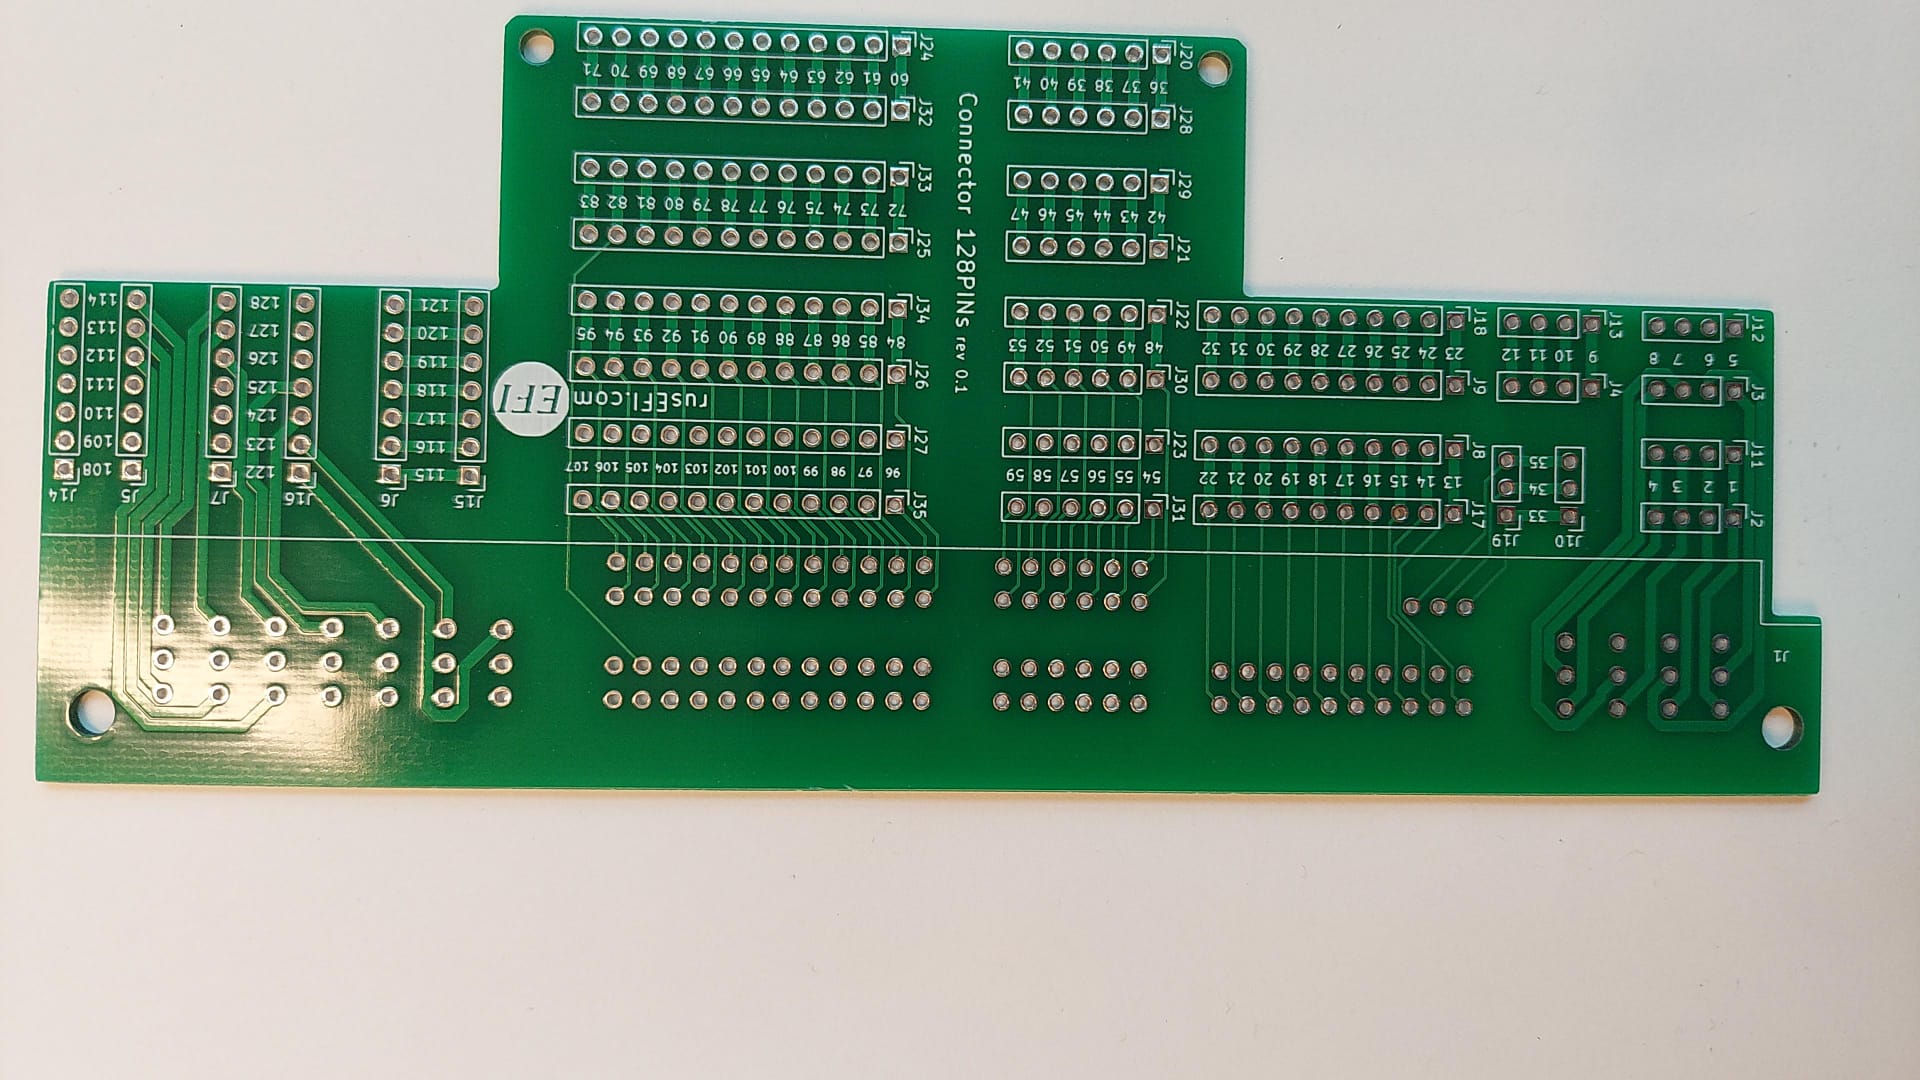 J24
71 70 69 68 67 66 65 64 63 62 61 60
J32
J20
41 40 39 38 37 36
J28
Connector 128PINs rev 0.1
J33
83 82 81 80 79 78 77 76 75 74 73 72
J25
J29
47 46 45 44 43 42
J21
J34
95 94 93 92 91 90 89 88 87 86 85 84
J26
EFI
rusEFI.com
J27
107 106 105 104 103 102 101 100 99 98 97 96
J35
J22
53 52 51 50 49 48
J30
J23
59 58 57 56 55 54
J31
J18
32 31 30 29 28 27 26 25 24 23
J9
J8
22 21 20 19 18 17 16 15 14 13
J17
J13
12 11 10 9
J4
J12
8 7 6 5
J3
J11
4 3 2 1
J2
35
34
33
J19
J10
J1
114
113
112
111
110
109
108
J14
J5
128
127
126
125
124
123
122
J7
J16
121
120
119
118
117
116
115
J6
J15